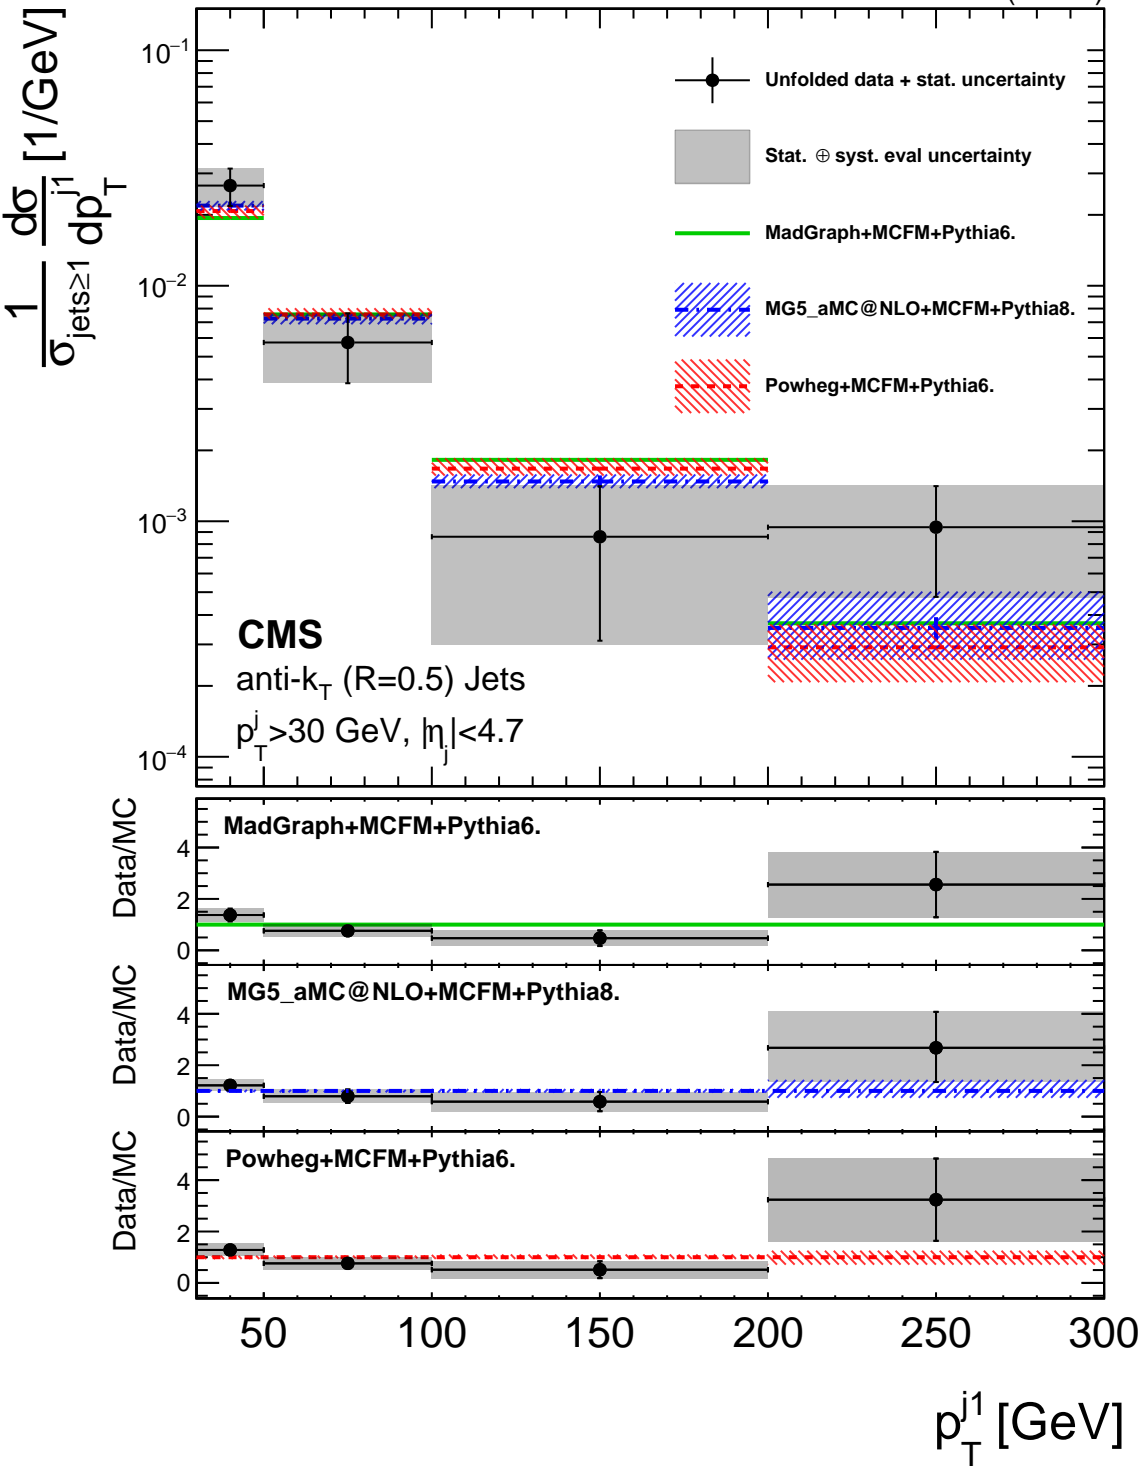 1/σ_jets≥1 dσ/dp_T^j1 [1/GeV]
10⁻¹
10⁻²
10⁻³
10⁻⁴
Unfolded data + stat. uncertainty
Stat. ⊕ syst. eval uncertainty
MadGraph+MCFM+Pythia6.
MG5_aMC@NLO+MCFM+Pythia8.
Powheg+MCFM+Pythia6.
CMS
anti-k_T (R=0.5) Jets
p_T^j>30 GeV, |η_j|<4.7
Data/MC
4
2
0
MadGraph+MCFM+Pythia6.
Data/MC
4
2
0
MG5_aMC@NLO+MCFM+Pythia8.
Data/MC
4
2
0
Powheg+MCFM+Pythia6.
50 100 150 200 250 300
p_T^j1 [GeV]